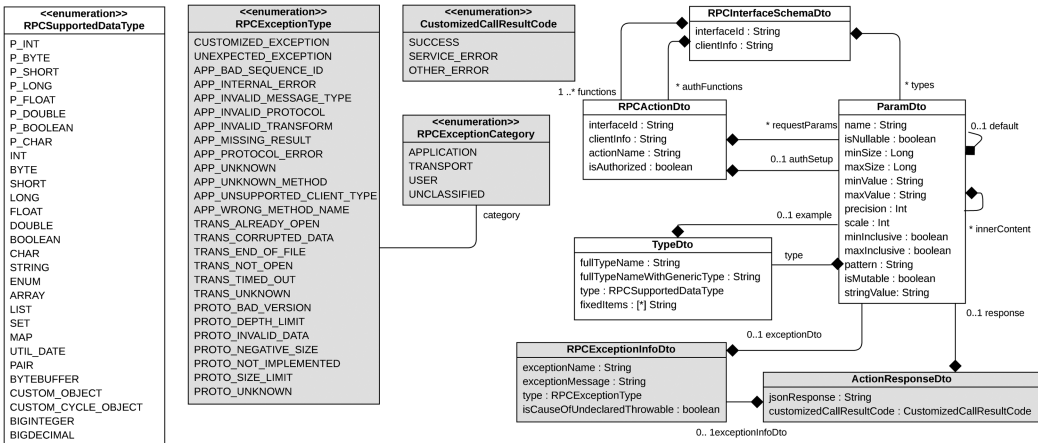 <<enumeration>>
RPCSupportedDataType
P_INT
P_BYTE
P_SHORT
P_LONG
P_FLOAT
P_DOUBLE
P_BOOLEAN
P_CHAR
INT
BYTE
SHORT
LONG
FLOAT
DOUBLE
BOOLEAN
CHAR
STRING
ENUM
ARRAY
LIST
SET
MAP
UTIL_DATE
PAIR
BYTEBUFFER
CUSTOM_OBJECT
CUSTOM_CYCLE_OBJECT
BIGINTEGER
BIGDECIMAL
<<enumeration>>
RPCExceptionType
CUSTOMIZED_EXCEPTION
UNEXPECTED_EXCEPTION
APP_BAD_SEQUENCE_ID
APP_INTERNAL_ERROR
APP_INVALID_MESSAGE_TYPE
APP_INVALID_PROTOCOL
APP_INVALID_TRANSFORM
APP_MISSING_RESULT
APP_PROTOCOL_ERROR
APP_UNKNOWN
APP_UNKNOWN_METHOD
APP_UNSUPPORTED_CLIENT_TYPE
APP_WRONG_METHOD_NAME
TRANS_ALREADY_OPEN
TRANS_CORRUPTED_DATA
TRANS_END_OF_FILE
TRANS_NOT_OPEN
TRANS_TIMED_OUT
TRANS_UNKNOWN
PROTO_BAD_VERSION
PROTO_DEPTH_LIMIT
PROTO_INVALID_DATA
PROTO_NEGATIVE_SIZE
PROTO_NOT_IMPLEMENTED
PROTO_SIZE_LIMIT
PROTO_UNKNOWN
<<enumeration>>
CustomizedCallResultCode
SUCCESS
SERVICE_ERROR
OTHER_ERROR
<<enumeration>>
RPCExceptionCategory
APPLICATION
TRANSPORT
USER
UNCLASSIFIED
category
RPCInterfaceSchemaDto
interfaceId : String
clientInfo : String
1 ..* functions
* authFunctions
* types
RPCActionDto
interfaceId : String
clientInfo : String
actionName : String
isAuthorized : boolean
* requestParams
0..1 authSetup
ParamDto
name : String
isNullable : boolean
minSize : Long
maxSize : Long
minValue : String
maxValue : String
precision : Int
scale : Int
minInclusive : boolean
maxInclusive : boolean
pattern : String
isMutable : boolean
stringValue: String
0..1 default
* innerContent
0..1 example
type
TypeDto
fullTypeName : String
fullTypeNameWithGenericType : String
type : RPCSupportedDataType
fixedItems : [*] String
0..1 exceptionDto
0..1 response
RPCExceptionInfoDto
exceptionName : String
exceptionMessage : String
type : RPCExceptionType
isCauseOfUndeclaredThrowable : boolean
ActionResponseDto
jsonResponse : String
customizedCallResultCode : CustomizedCallResultCode
0.. 1exceptionInfoDto